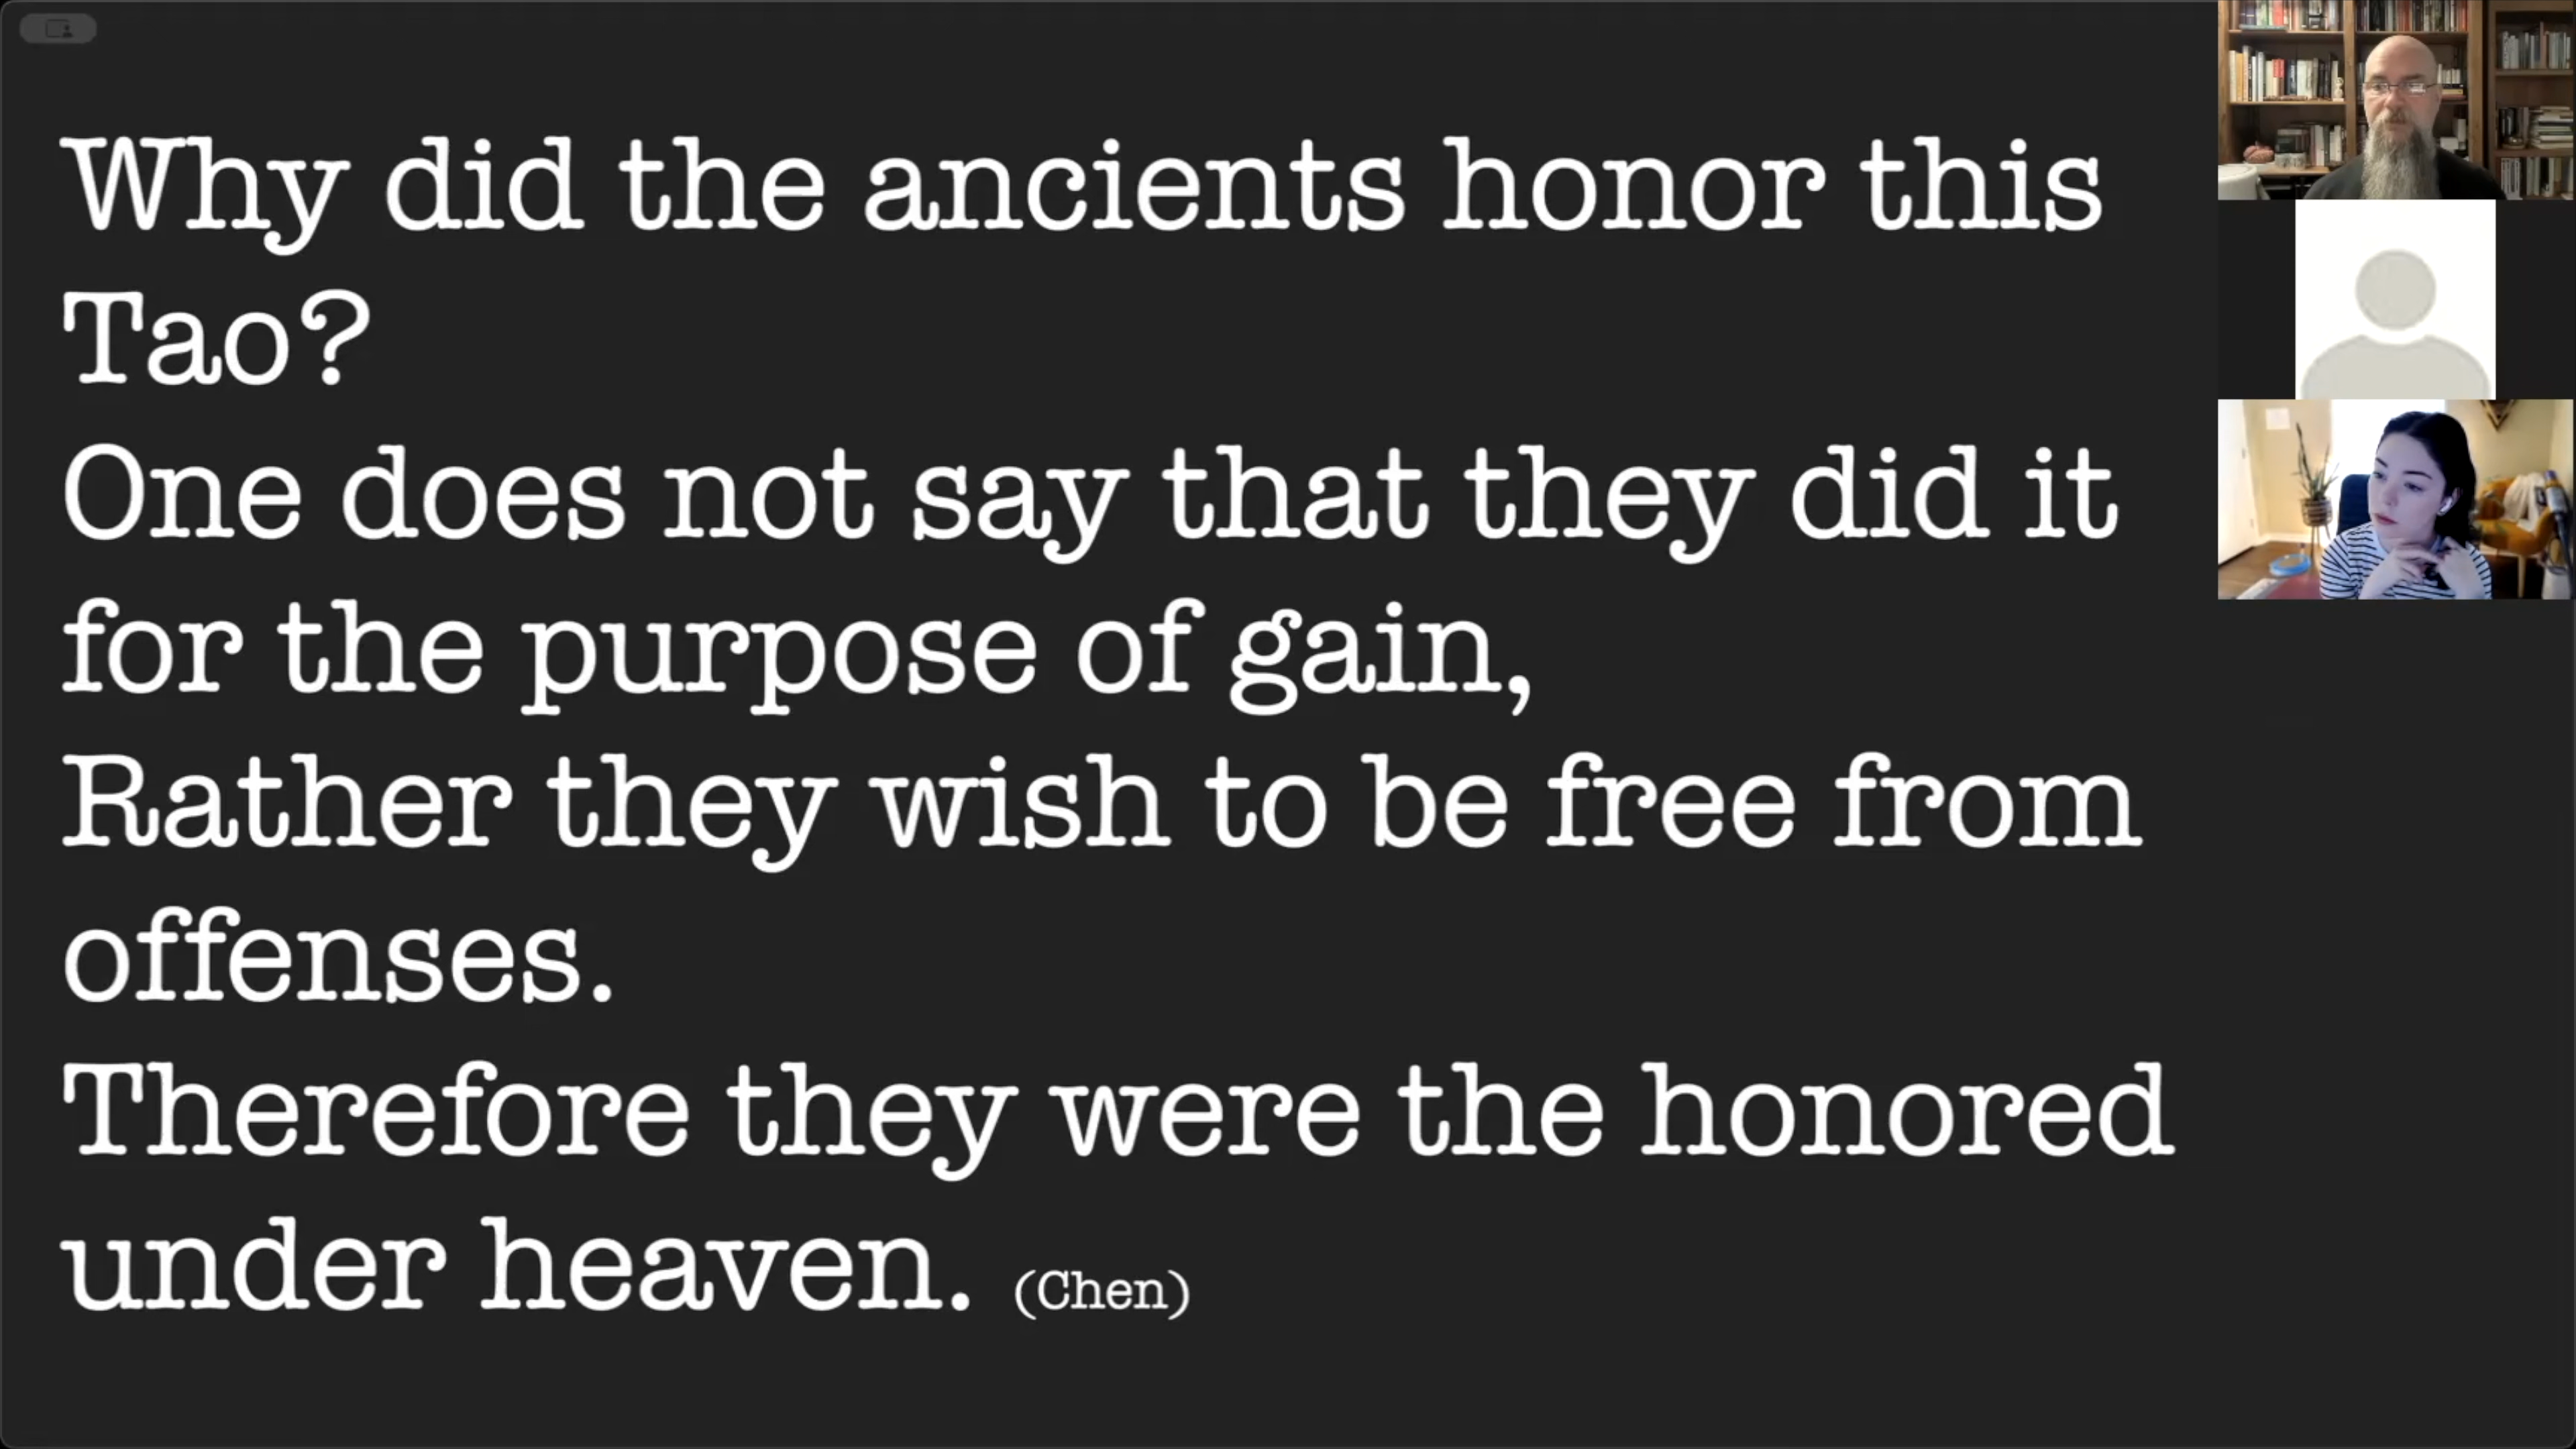 Why did the ancients honor this
Tao?
One does not say that they did it
for the purpose of gain,
Rather they wish to be free from
offenses.
Therefore they were the honored
under heaven. (Chen)